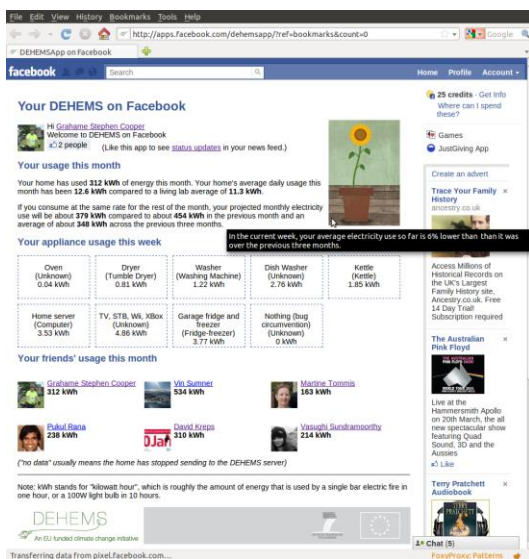 File Edit View History Bookmarks Tools Help
http://apps.facebook.com/dehemsapp/?ref=bookmarks&count=0
Google
DEHEMSApp on Facebook
facebook
Search
Home Profile Account
Your DEHEMS on Facebook
Hi Grahame Stephen Cooper
Welcome to DEHEMS on Facebook
2 people
(Like this app to see status updates in your news feed.)
Your usage this month
Your home has used 312 kWh of energy this month. Your home's average daily usage this
month has been 12.6 kWh compared to a living lab average of 11.3 kWh.
If you consume at the same rate for the rest of the month, your projected monthly electricity
use will be about 379 kWh compared to about 454 kWh in the previous month and an
average of about 348 kWh across the previous three months.
In the current week, your average electricity use so far is 6% lower than than it was
over the previous three months.
Your appliance usage this week
Oven
(Unknown)
0.04 kWh
Dryer
(Tumble Dryer)
0.81 kWh
Washer
(Washing Machine)
1.22 kWh
Dish Washer
(Unknown)
2.76 kWh
Kettle
(Kettle)
1.85 kWh
Home server
(Computer)
3.53 kWh
TV, STB, Wii, XBox
(Unknown)
4.86 kWh
Garage fridge and
freezer
(Fridge-freezer)
3.77 kWh
Nothing (bug
circumvention)
(Unknown)
0 kWh
Your friends' usage this month
Grahame Stephen Cooper
312 kWh
Vin Sumner
534 kWh
Martine Tommis
163 kWh
Pukul Rana
238 kWh
David Kreps
310 kWh
Vasughi Sundramoorthy
214 kWh
("no data" usually means the home has stopped sending to the DEHEMS server)
Note: kWh stands for "kilowatt hour", which is roughly the amount of energy that is used by a single bar electric fire in
one hour, or a 100W light bulb in 10 hours.
DEHEMS
An EU funded climate change initiative
25 credits - Get Info
Where can I spend
these?
Games
JustGiving App
Create an advert
Trace Your Family
History
ancestry.co.uk
Access Millions of
Historical Records on
the UK's Largest
Family History site,
Ancestry.co.uk. Free
14 Day Trial!
Subscription required
The Australian
Pink Floyd
Live at the
Hammersmith Apollo
on 20th March, the all
new spectacular show
featuring Quad
Sound, 3D and the
Aussies
Like
Terry Pratchett
Audiobook
Chat (5)
Transferring data from pixel.facebook.com...
FoxyProxy: Patterns